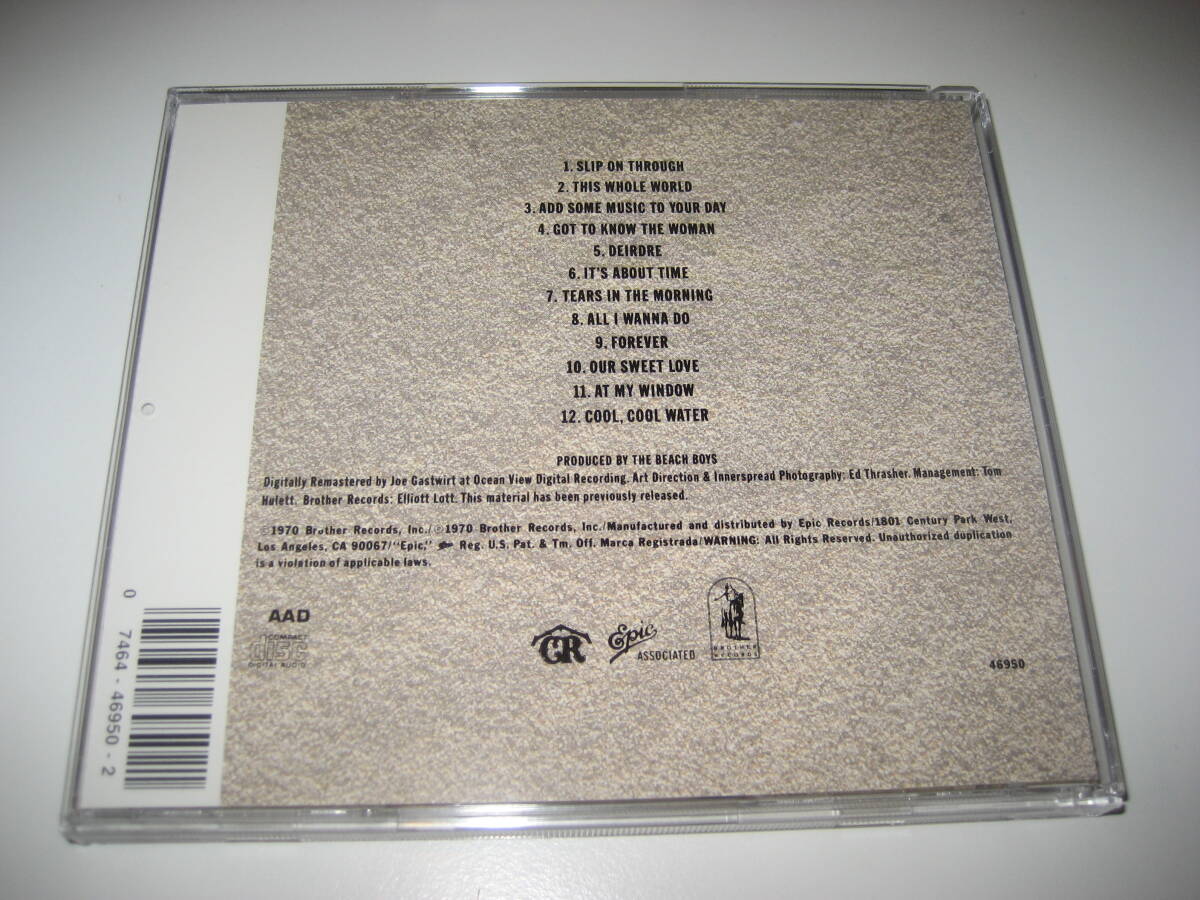 1. SLIP ON THROUGH
2. THIS WHOLE WORLD
3. ADD SOME MUSIC TO YOUR DAY
4. GOT TO KNOW THE WOMAN
5. DEIRDRE
6. IT'S ABOUT TIME
7. TEARS IN THE MORNING
8. ALL I WANNA DO
9. FOREVER
10. OUR SWEET LOVE
11. AT MY WINDOW
12. COOL, COOL WATER
PRODUCED BY THE BEACH BOYS
Digitally Remastered by Joe Gastwirt at Ocean View Digital Recording. Art Direction & Innerspread Photography: Ed Thrasher. Management: Tom
Hulett. Brother Records: Elliott Lott. This material has been previously released.
©1970 Brother Records, Inc./℗1970 Brother Records, Inc./Manufactured and distributed by Epic Records/1801 Century Park West,
Los Angeles, CA 90067/"Epic," Reg. U.S. Pat. & Tm. Off. Marca Registrada/WARNING: All Rights Reserved. Unauthorized duplication
is a violation of applicable laws.
AAD
COMPACT
disc
DIGITAL AUDIO
CR
Epic
ASSOCIATED
BROTHER
RECORDS
46950
0 7464-46950-2